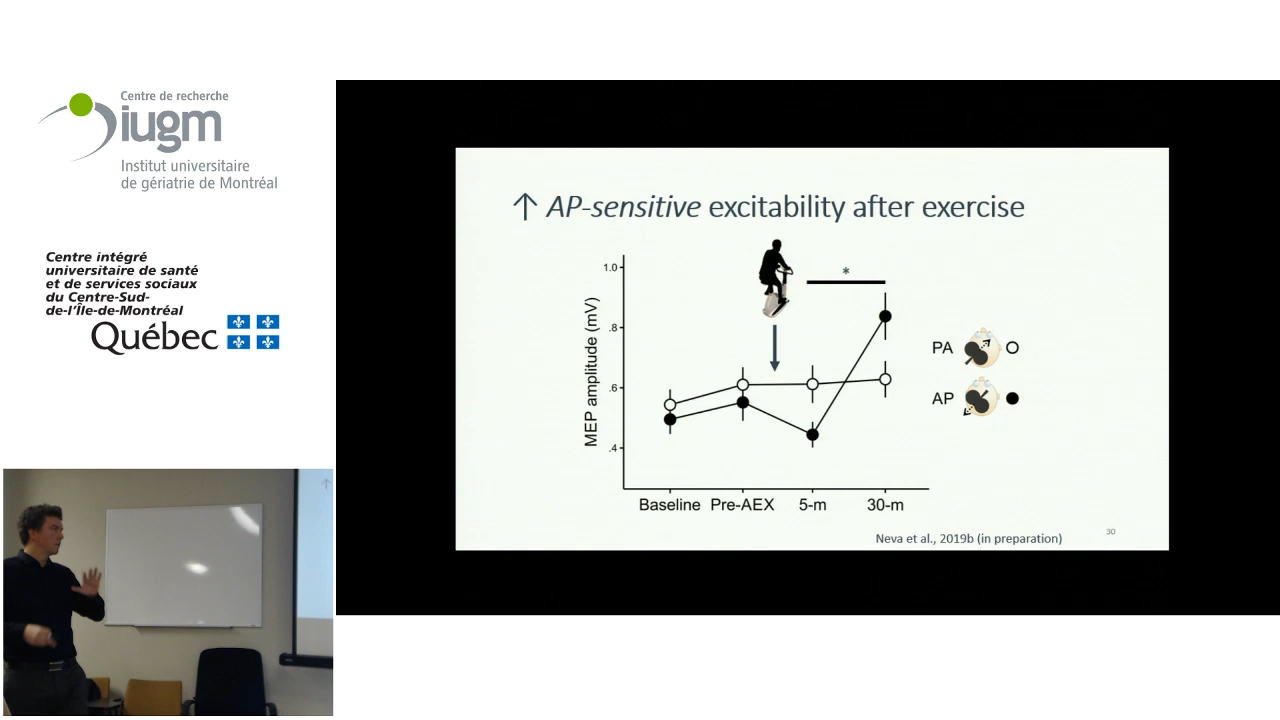 Centre de recherche
iugm
Institut universitaire
de gériatrie de Montréal
Centre intégré
universitaire de santé
et de services sociaux
du Centre-Sud-
de-l'Île-de-Montréal
Québec
↑ AP-sensitive excitability after exercise
*
1.0
.8
.6
.4
MEP amplitude (mV)
Baseline Pre-AEX 5-m 30-m
PA
AP
Neva et al., 2019b (in preparation)
30